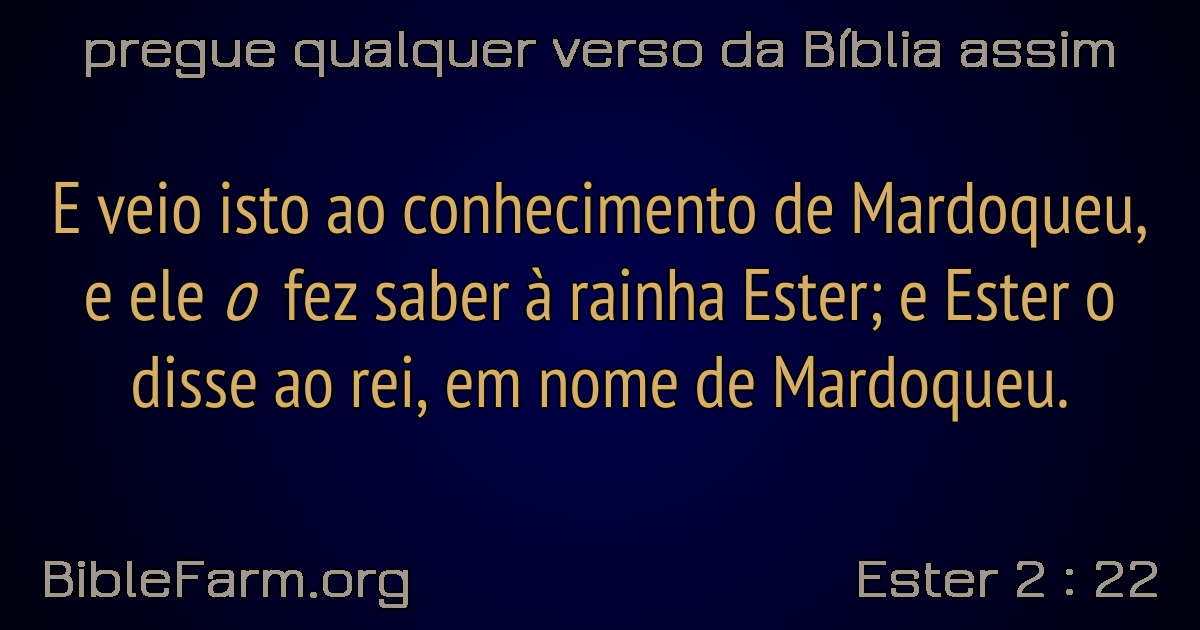 pregue qualquer verso da Bíblia assim
E veio isto ao conhecimento de Mardoqueu,
e ele o fez saber à rainha Ester; e Ester o
disse ao rei, em nome de Mardoqueu.
BibleFarm.org
Ester 2 : 22